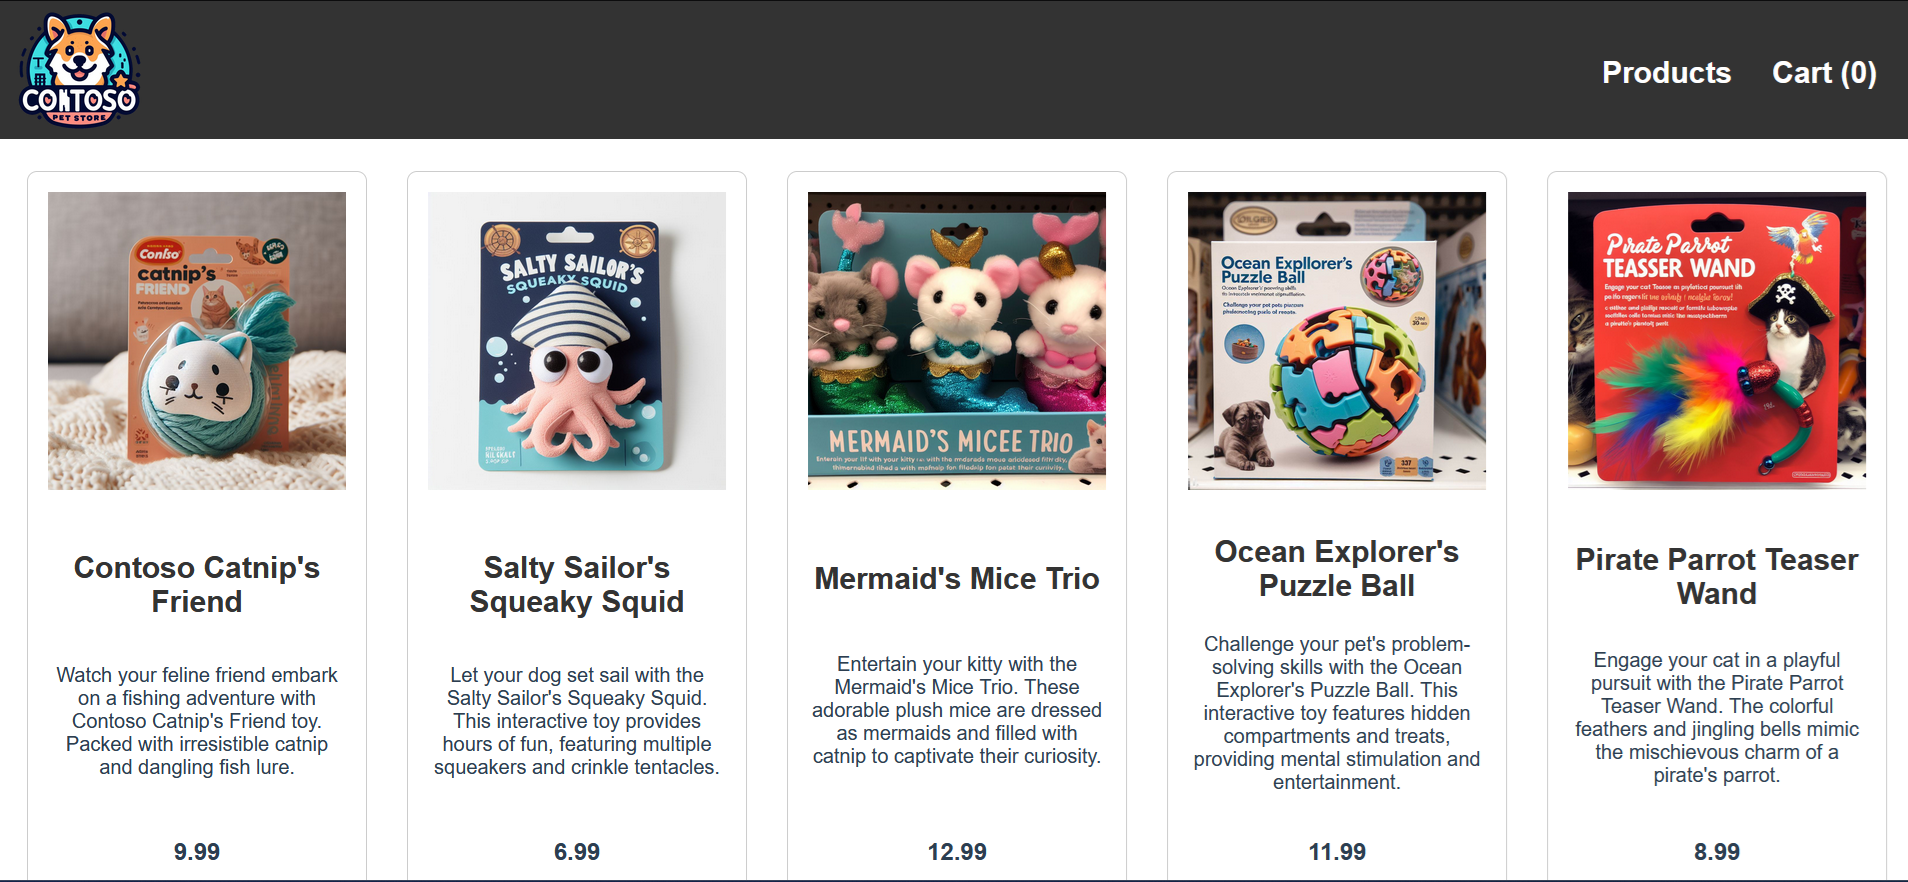 CONTOSO
PET STORE
Products
Cart (0)
Contso
catnip's
FRIEND
SALTY SAILOR'S
SQUEAKY SQUID
MERMAID'S MICEE TRIO
Ocean Expllorer's
Puzzle Ball
337
Pirate Parrot
TEASSER WAND
Contoso Catnip's
Friend
Watch your feline friend embark
on a fishing adventure with
Contoso Catnip's Friend toy.
Packed with irresistible catnip
and dangling fish lure.
9.99
Salty Sailor's
Squeaky Squid
Let your dog set sail with the
Salty Sailor's Squeaky Squid.
This interactive toy provides
hours of fun, featuring multiple
squeakers and crinkle tentacles.
6.99
Mermaid's Mice Trio
Entertain your kitty with the
Mermaid's Mice Trio. These
adorable plush mice are dressed
as mermaids and filled with
catnip to captivate their curiosity.
12.99
Ocean Explorer's
Puzzle Ball
Challenge your pet's problem-
solving skills with the Ocean
Explorer's Puzzle Ball. This
interactive toy features hidden
compartments and treats,
providing mental stimulation and
entertainment.
11.99
Pirate Parrot Teaser
Wand
Engage your cat in a playful
pursuit with the Pirate Parrot
Teaser Wand. The colorful
feathers and jingling bells mimic
the mischievous charm of a
pirate's parrot.
8.99